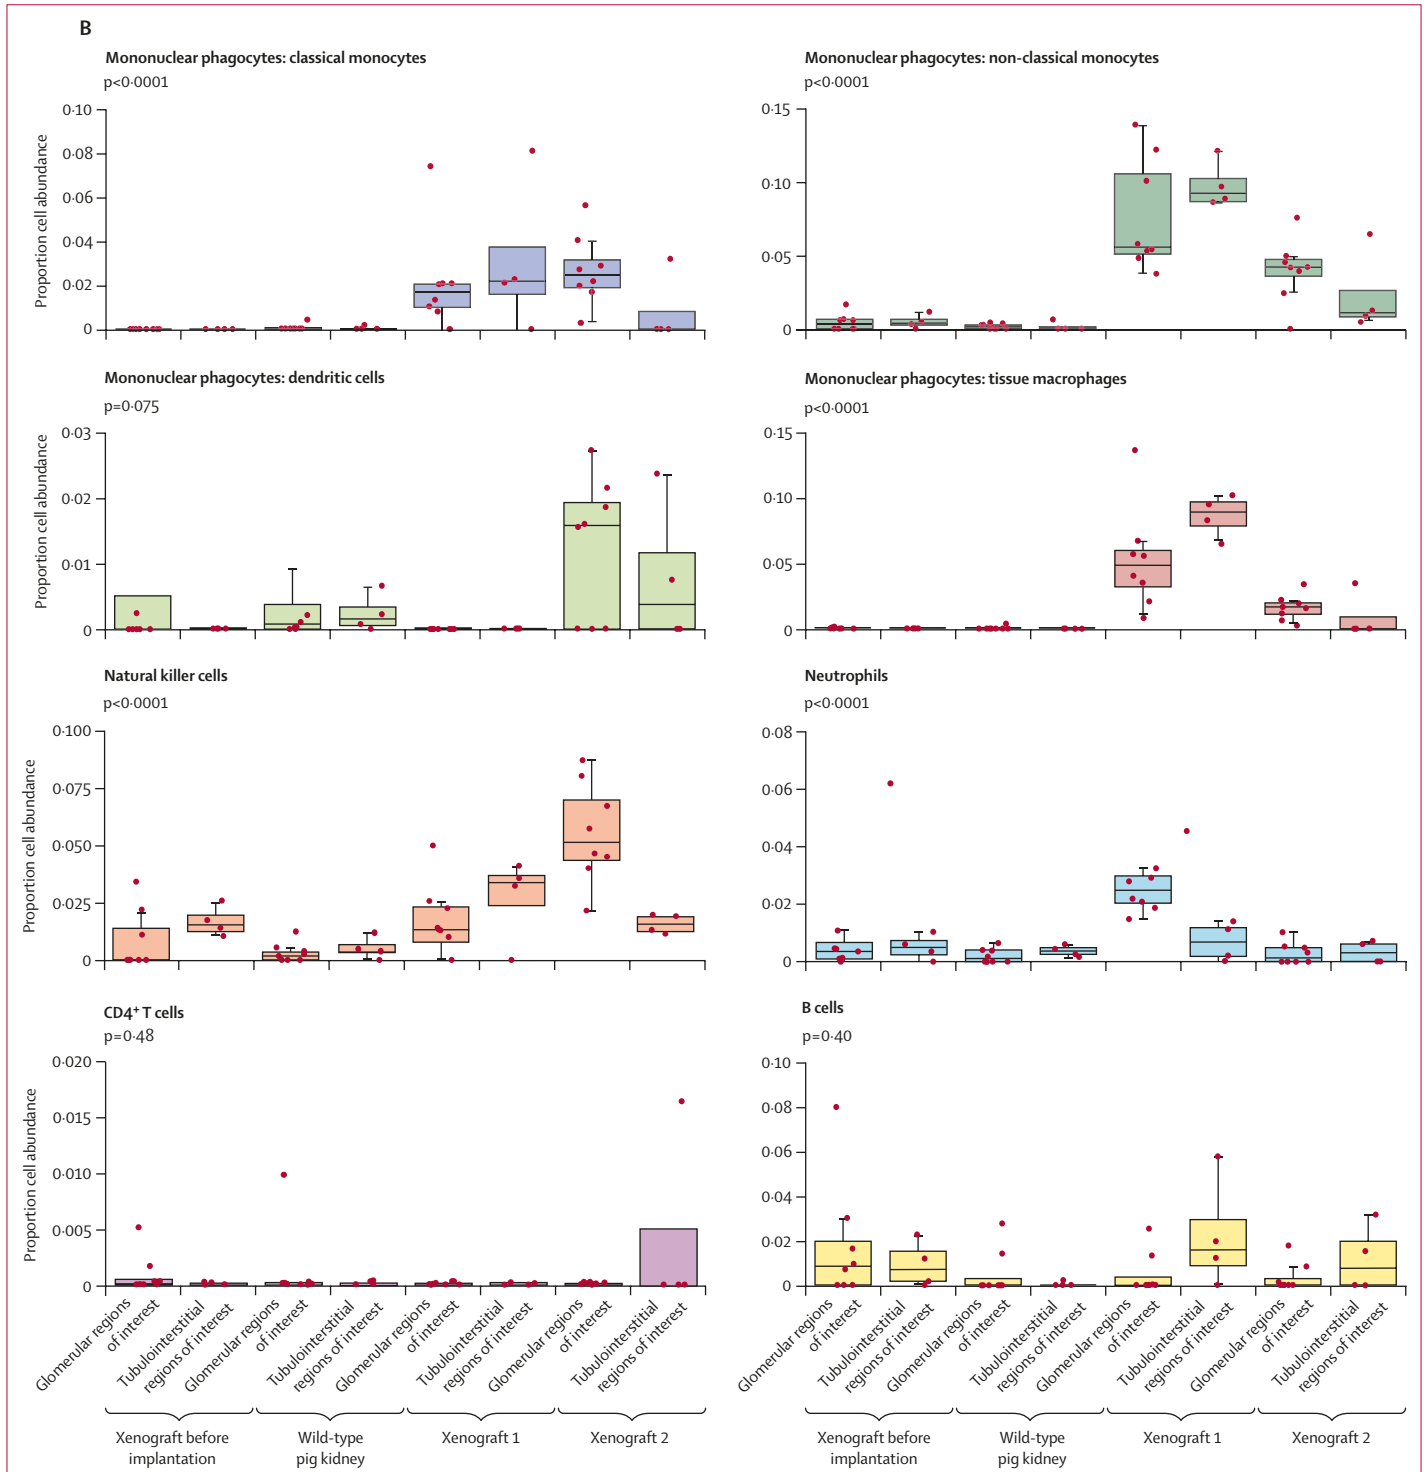 B
Mononuclear phagocytes: classical monocytes
p<0·0001
Proportion cell abundance
0·10
0·08
0·06
0·04
0·02
0
Mononuclear phagocytes: non-classical monocytes
p<0·0001
0·15
0·10
0·05
0
Mononuclear phagocytes: dendritic cells
p=0·075
Proportion cell abundance
0·03
0·02
0·01
0
Mononuclear phagocytes: tissue macrophages
p<0·0001
0·15
0·10
0·05
0
Natural killer cells
p<0·0001
Proportion cell abundance
0·100
0·075
0·050
0·025
0
Neutrophils
p<0·0001
0·08
0·06
0·04
0·02
0
CD4+ T cells
p=0·48
Proportion cell abundance
0·020
0·015
0·010
0·005
0
B cells
p=0·40
0·10
0·08
0·06
0·04
0·02
0
Glomerular regions
of interest
Tubulointerstitial
regions of interest
Glomerular regions
of interest
Tubulointerstitial
regions of interest
Glomerular regions
of interest
Tubulointerstitial
regions of interest
Glomerular regions
of interest
Tubulointerstitial
regions of interest
Xenograft before
implantation
Wild-type
pig kidney
Xenograft 1
Xenograft 2
Glomerular regions
of interest
Tubulointerstitial
regions of interest
Glomerular regions
of interest
Tubulointerstitial
regions of interest
Glomerular regions
of interest
Tubulointerstitial
regions of interest
Glomerular regions
of interest
Tubulointerstitial
regions of interest
Xenograft before
implantation
Wild-type
pig kidney
Xenograft 1
Xenograft 2